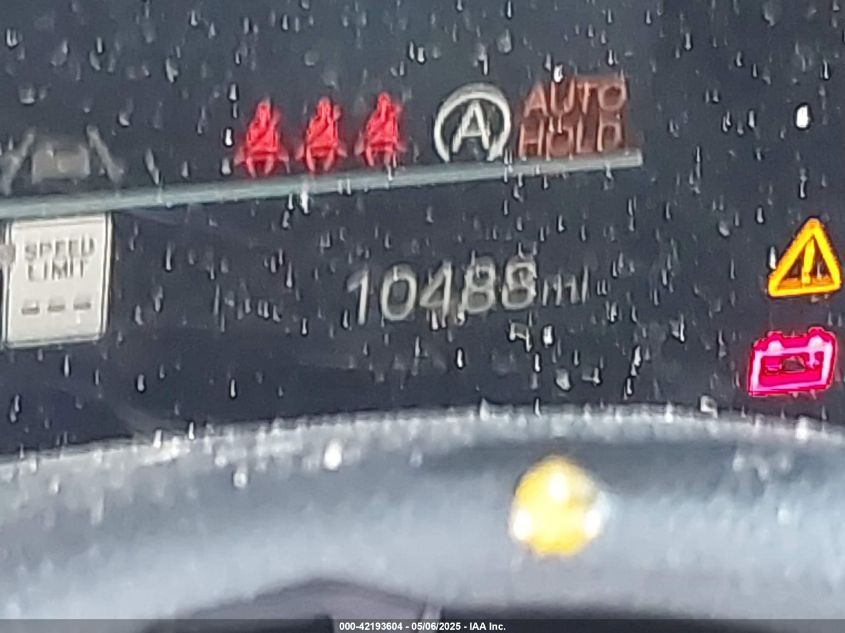 A AUTO
HOLD
SPEED
LIMIT
---
10488 mi
000-42193604 - 05/06/2025 - IAA Inc.